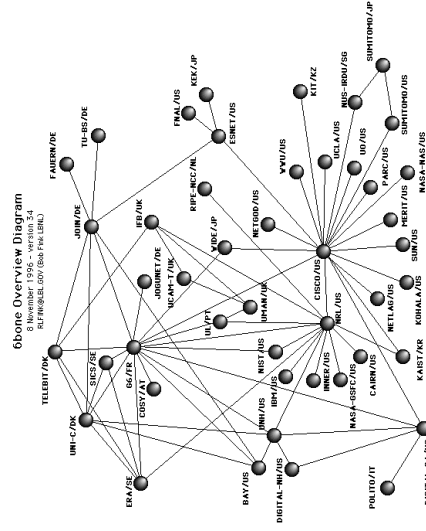 6bone Overview Diagram
8 November 1996 - version 34
RLFINK@LBL.GOV (Bob Fink LBNL)
FAUERN/DE
TU-BS/DE
JOIN/DE
TELEBIT/DK
UNI-C/DK
SICS/SE
G6/FR
COSY/AT
ERA/SE
JOGUNET/DE
IFB/UK
UCAM-T/UK
UL/PT
UMAN/UK
WIDE/JP
RIPE-NCC/NL
FNAL/US
KEK/JP
ESNET/US
NETGOD/US
WWU/US
KIT/KZ
UCLA/US
NUS-IRDU/SG
SUMITOMO/JP
SUMITOMO/US
UO/US
PARC/US
NASA-NAS/US
MERIT/US
SUN/US
KOHALA/US
NETLAG/US
CISCO/US
NRL/US
KAIST/KR
CAIRN/US
NASA-GSFC/US
INNER/US
IBM/US
NIST/US
UNH/US
BAY/US
DIGITAL-NH/US
POLITO/IT